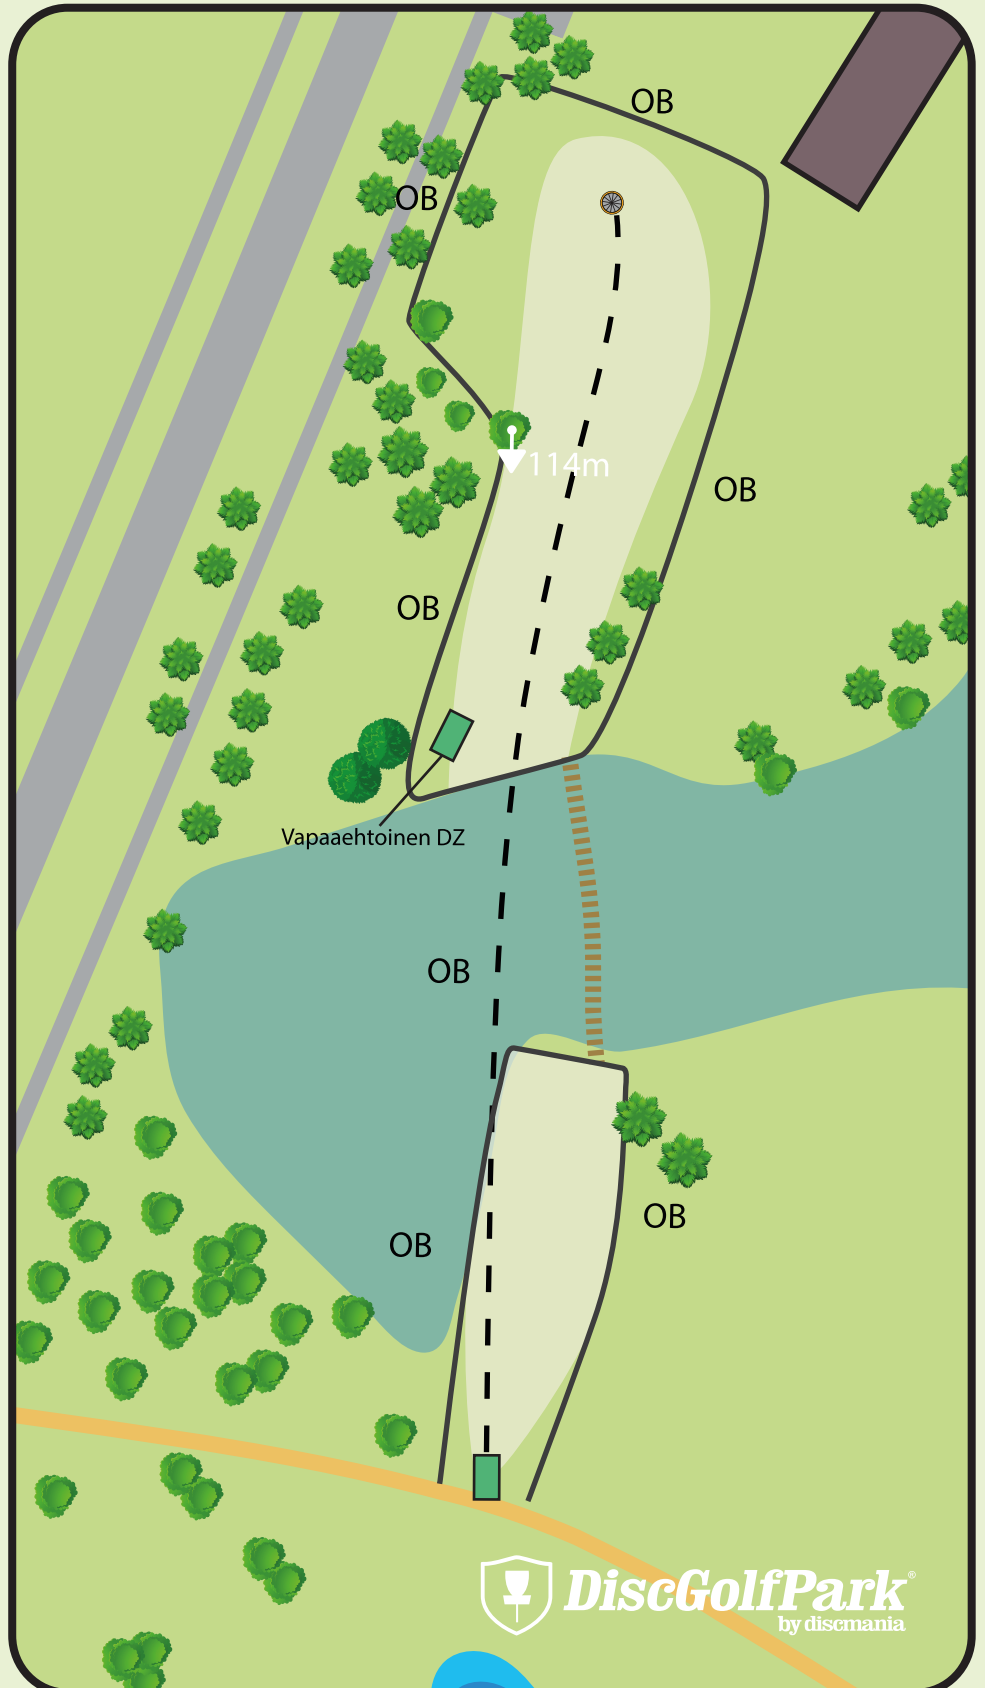 OB
OB
114m
OB
OB
Vapaaehtoinen DZ
OB
OB
OB
DiscGolfPark®
by discmania